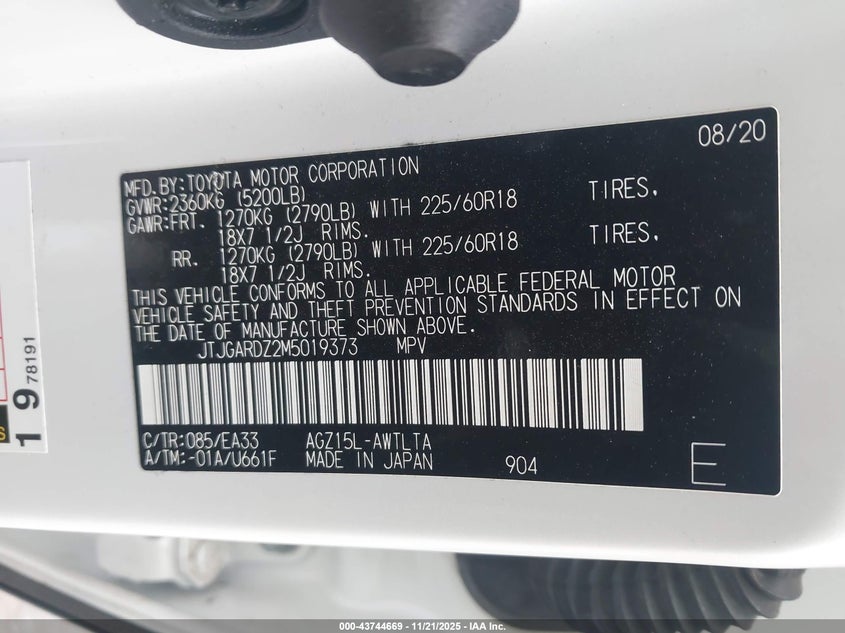 08/20
MFD.BY:TOYOTA MOTOR CORPORATION
GVWR:2360KG (5200LB)
GAWR:FRT. 1270KG (2790LB) WITH 225/60R18 TIRES,
18X7 1/2J RIMS.
RR. 1270KG (2790LB) WITH 225/60R18 TIRES,
18X7 1/2J RIMS.
THIS VEHICLE CONFORMS TO ALL APPLICABLE FEDERAL MOTOR
VEHICLE SAFETY AND THEFT PREVENTION STANDARDS IN EFFECT ON
THE DATE OF MANUFACTURE SHOWN ABOVE.
JTJGARDZ2M5019373 MPV
C/TR:085/EA33 AGZ15L-AWTLTA
A/TM:-01A/U661F MADE IN JAPAN 904 E
19 78191
000-43744669 - 11/21/2025 - IAA Inc.